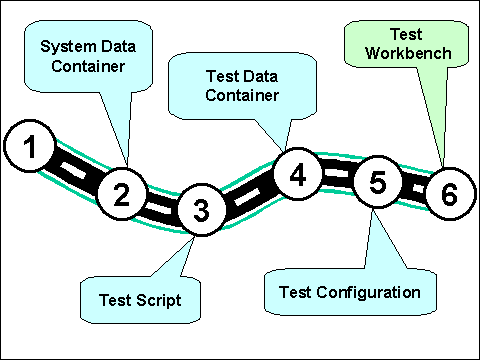 System Data
Container
Test Data
Container
Test
Workbench
1
2
3
4
5
6
Test Script
Test Configuration